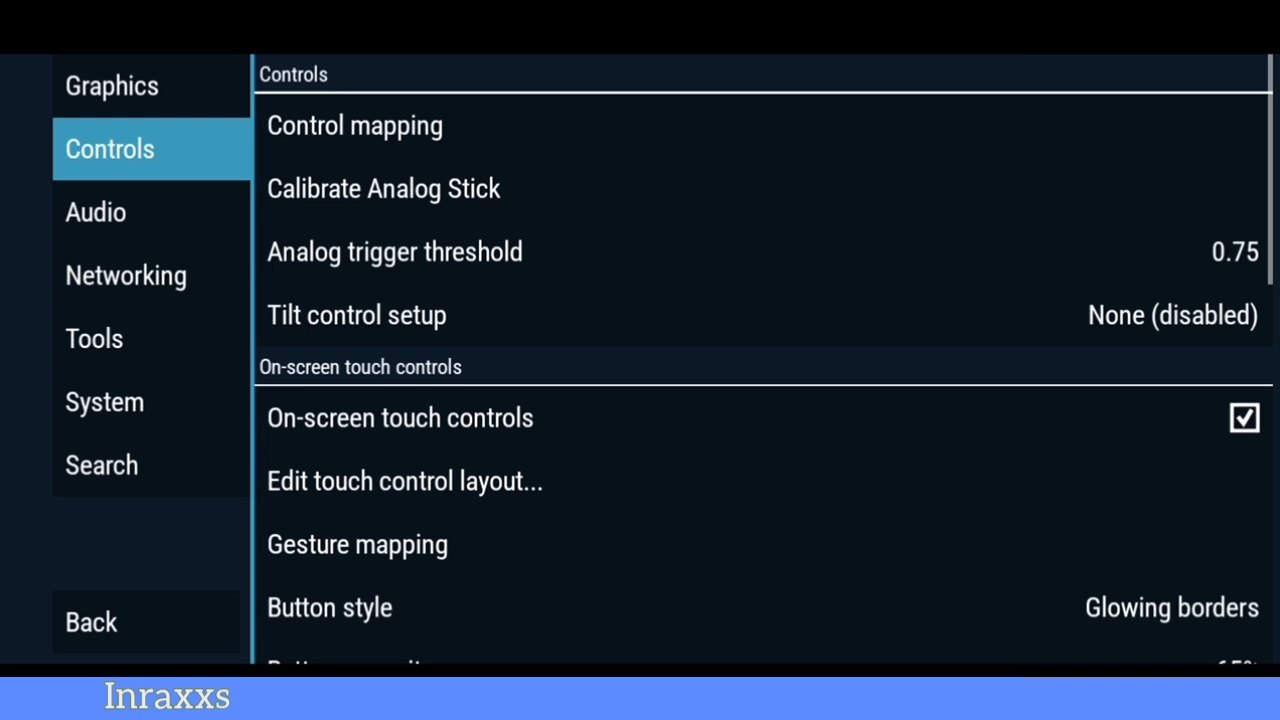 Graphics
Controls
Audio
Networking
Tools
System
Search
Back
Controls
Control mapping
Calibrate Analog Stick
Analog trigger threshold 0.75
Tilt control setup None (disabled)
On-screen touch controls
On-screen touch controls
Edit touch control layout...
Gesture mapping
Button style Glowing borders
Inraxxs